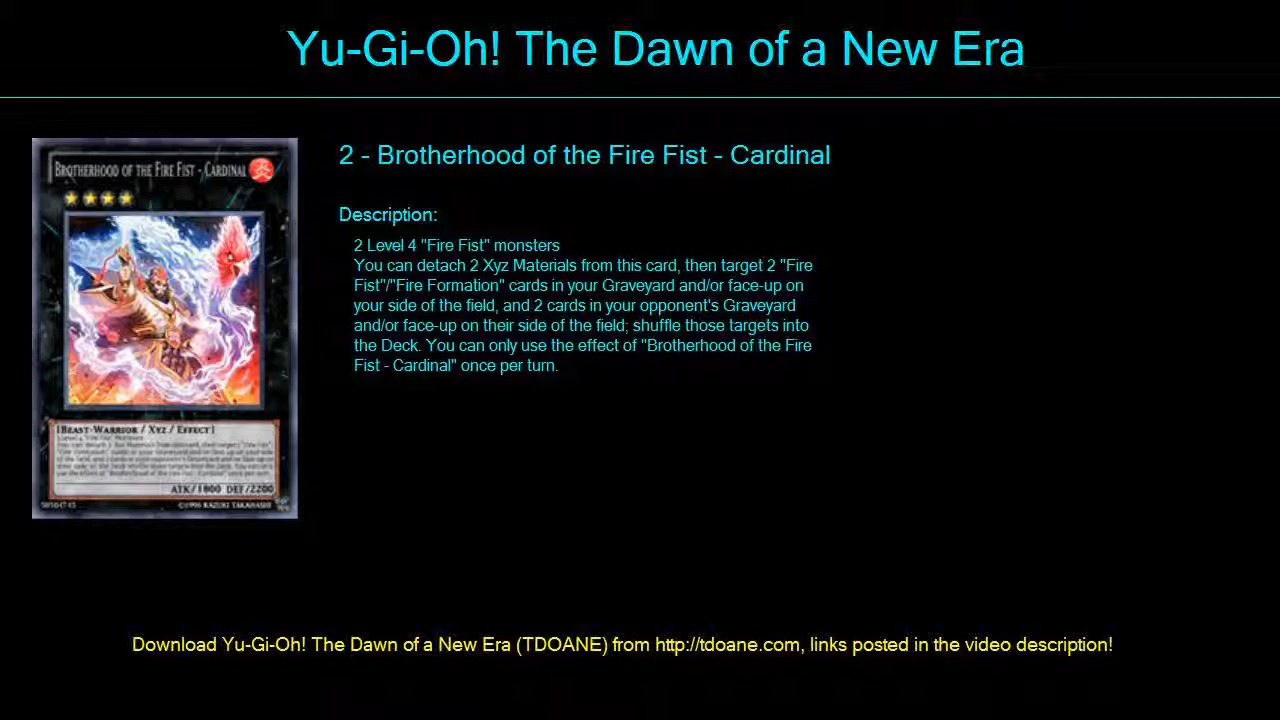 Yu-Gi-Oh! The Dawn of a New Era
BROTHERHOOD OF THE FIRE FIST - CARDINAL
2 - Brotherhood of the Fire Fist - Cardinal
Description:
2 Level 4 "Fire Fist" monsters
You can detach 2 Xyz Materials from this card, then target 2 "Fire
Fist"/"Fire Formation" cards in your Graveyard and/or face-up on
your side of the field, and 2 cards in your opponent's Graveyard
and/or face-up on their side of the field; shuffle those targets into
the Deck. You can only use the effect of "Brotherhood of the Fire
Fist - Cardinal" once per turn.
[BEAST-WARRIOR / XYZ / EFFECT]
ATK/1800 DEF/2200
©1996 KAZUKI TAKAHASHI
Download Yu-Gi-Oh! The Dawn of a New Era (TDOANE) from http://tdoane.com, links posted in the video description!